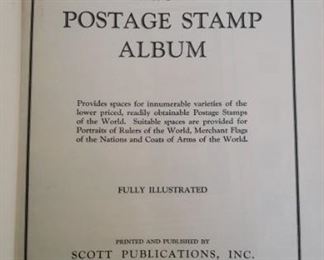 POSTAGE STAMP
ALBUM
Provides spaces for innumerable varieties of the
lower priced, readily obtainable Postage Stamps
of the World. Suitable spaces are provided for
Portraits of Rulers of the World, Merchant Flags
of the Nations and Coats of Arms of the World.
FULLY ILLUSTRATED
PRINTED AND PUBLISHED BY
SCOTT PUBLICATIONS, INC.